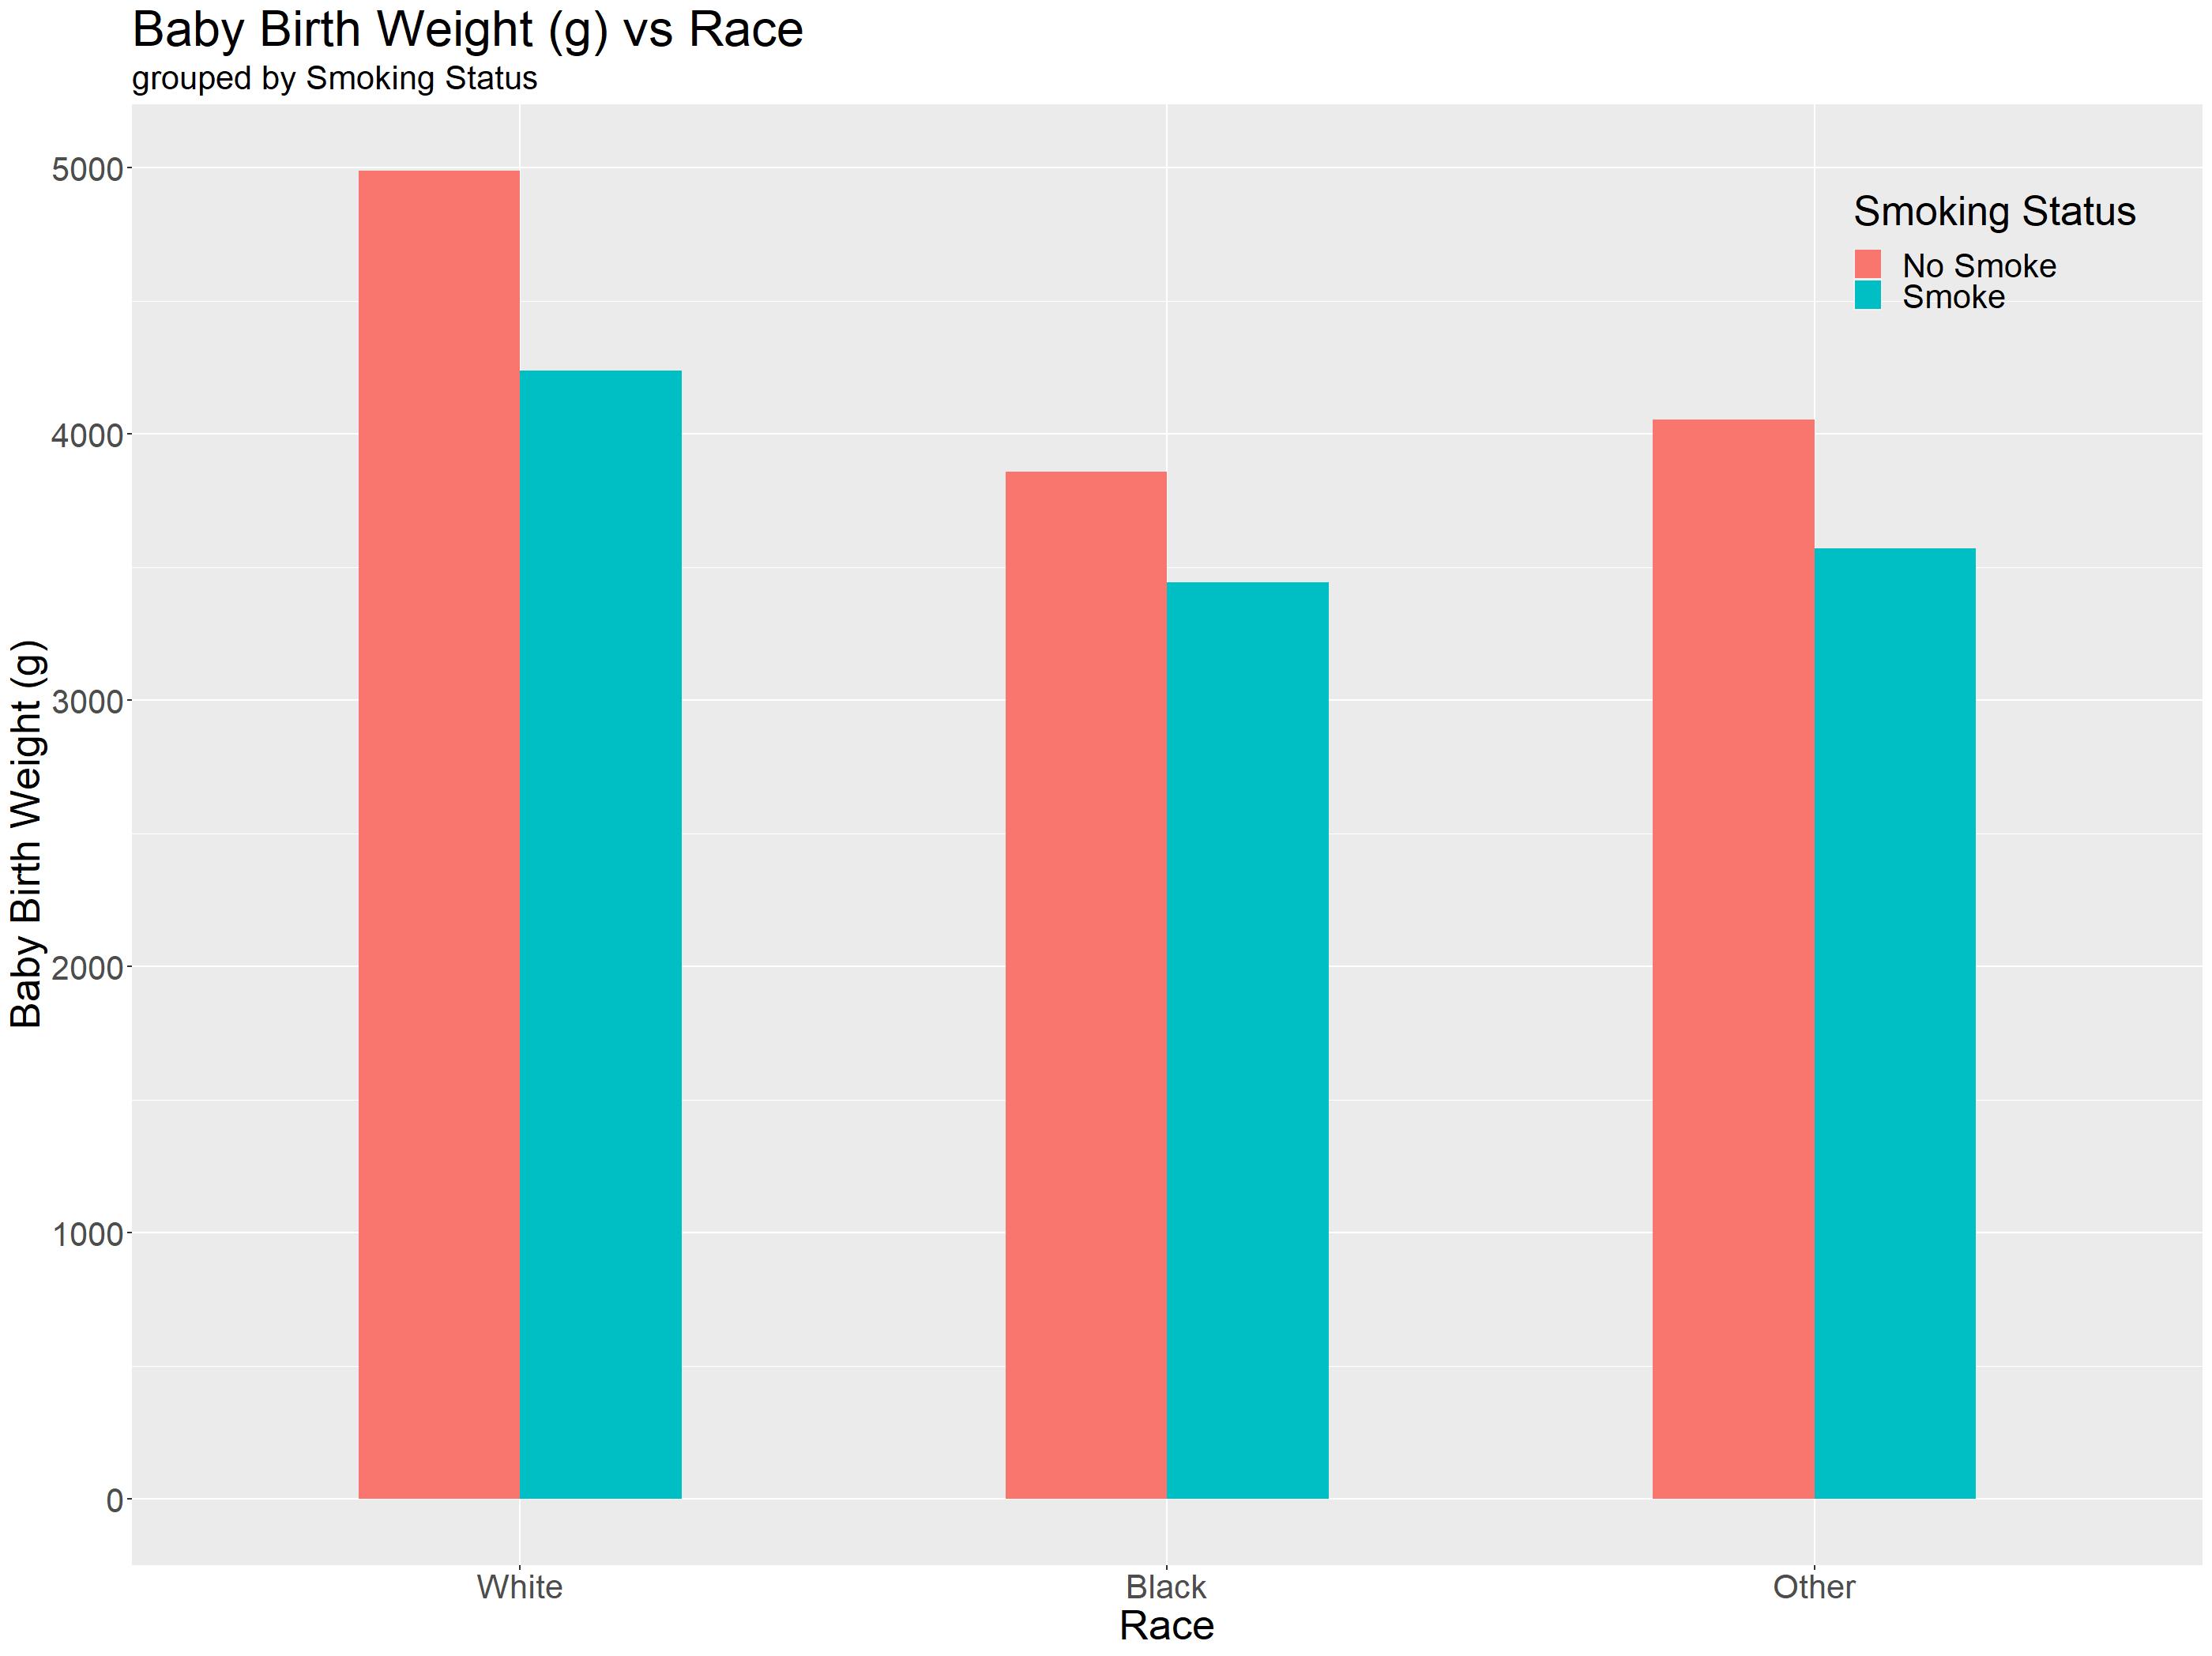 Baby Birth Weight (g) vs Race
grouped by Smoking Status
Baby Birth Weight (g)
5000
4000
3000
2000
1000
0
Smoking Status
No Smoke
Smoke
White
Black
Other
Race